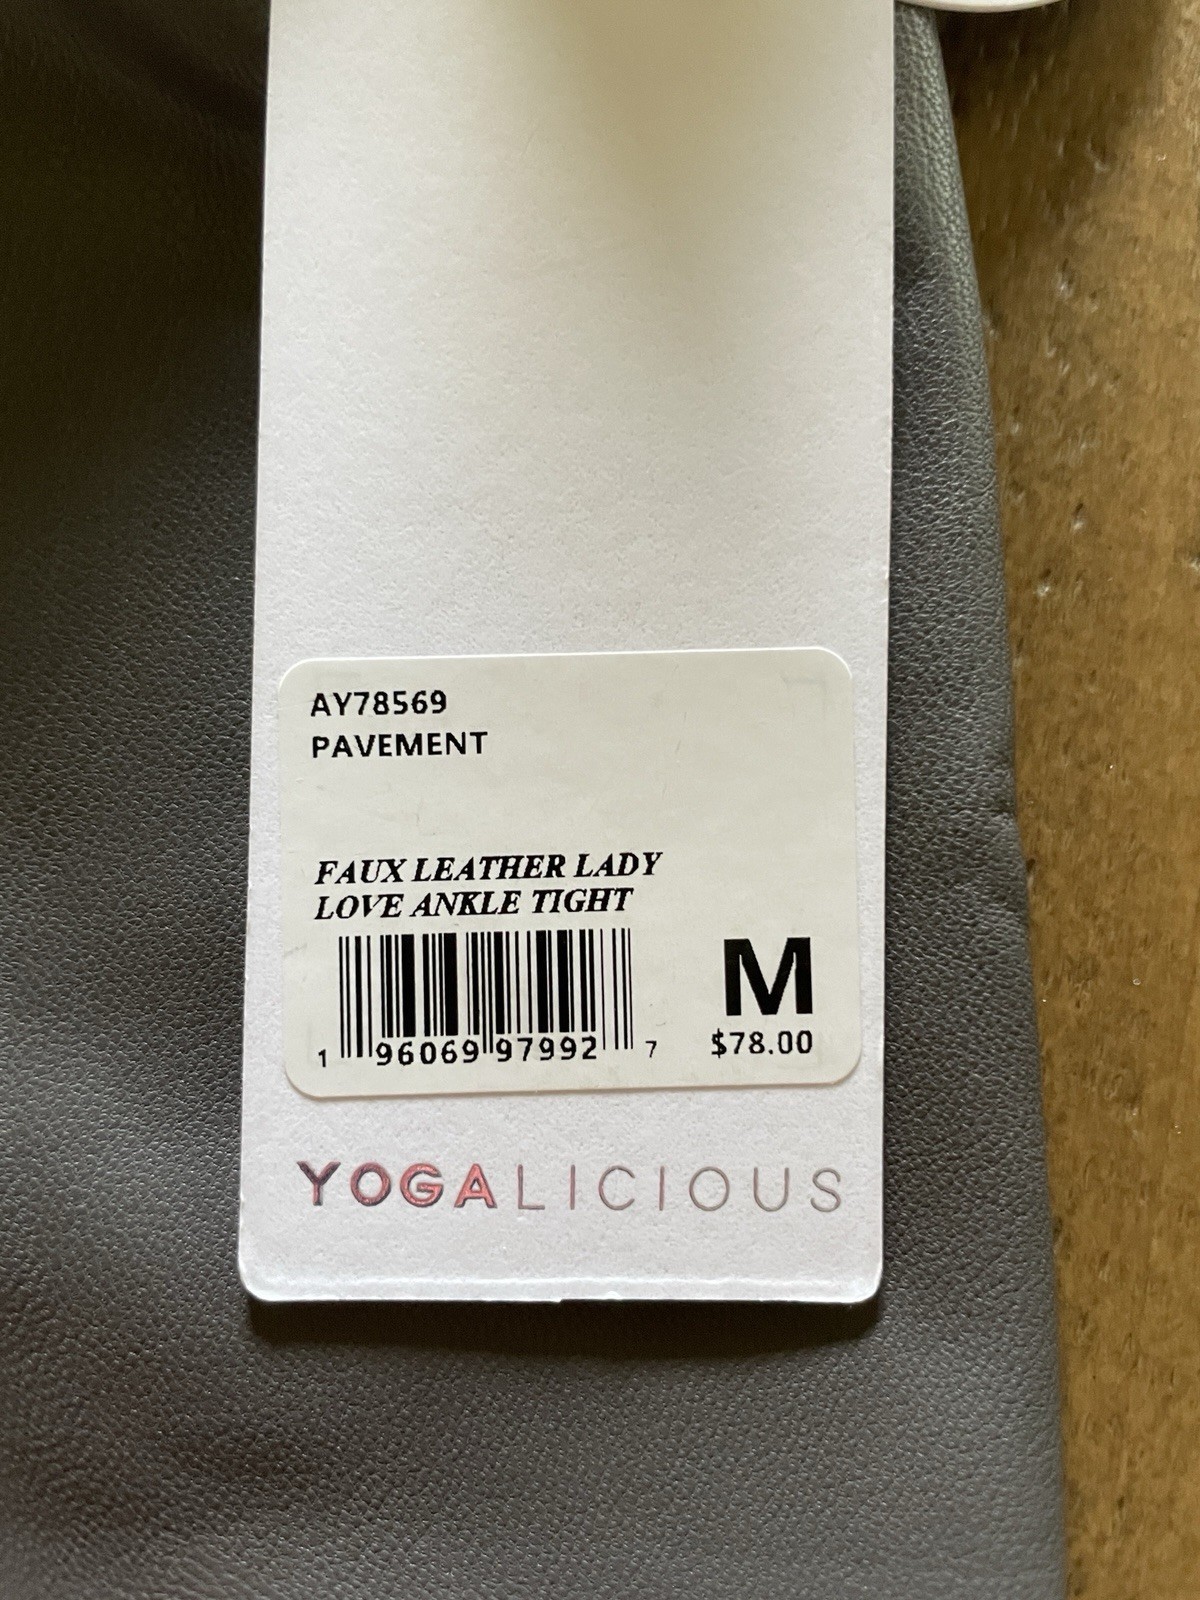 AY78569
PAVEMENT
FAUX LEATHER LADY
LOVE ANKLE TIGHT
1 96069 97992 7
M
$78.00
YOGALICIOUS